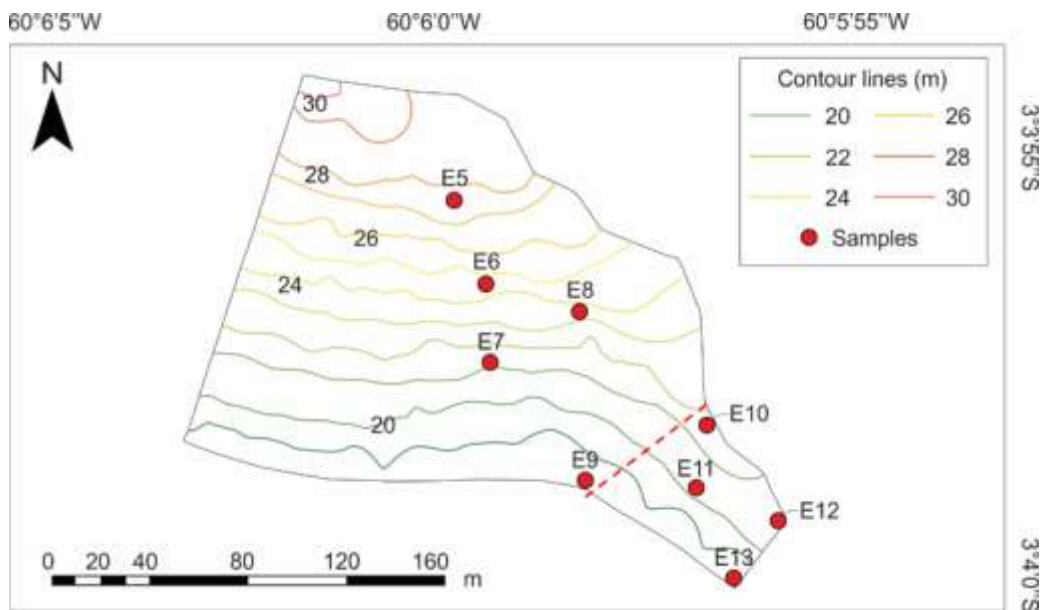 60°6'5"W 60°6'0"W 60°5'55"W
N
Contour lines (m)
20 26
22 28
24 30
Samples
3°3'55"S
30
28
E5
26
E6
24
E8
E7
20
E10
E9
E11
E12
E13
0 20 40 80 120 160 m
3°4'0"S